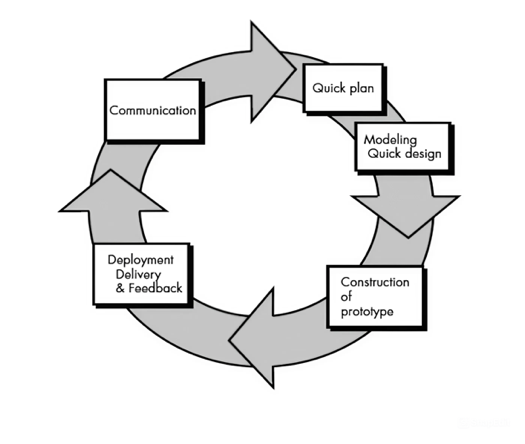 Communication
Quick plan
Modeling
Quick design
Construction
of
prototype
Deployment
Delivery
& Feedback